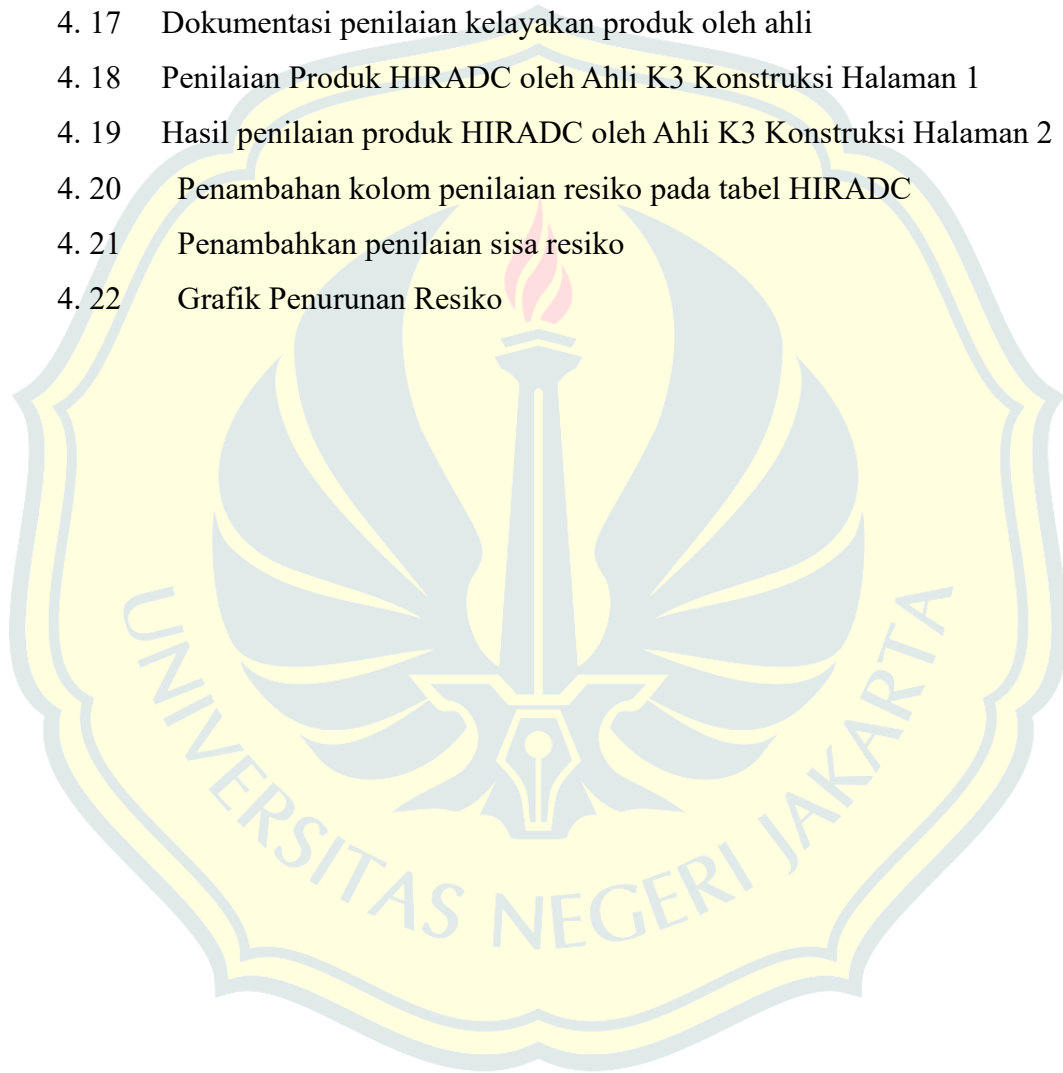 4. 17 Dokumentasi penilaian kelayakan produk oleh ahli
4. 18 Penilaian Produk HIRADC oleh Ahli K3 Konstruksi Halaman 1
4. 19 Hasil penilaian produk HIRADC oleh Ahli K3 Konstruksi Halaman 2
4. 20 Penambahan kolom penilaian resiko pada tabel HIRADC
4. 21 Penambahkan penilaian sisa resiko
4. 22 Grafik Penurunan Resiko
UNIVERSITAS NEGERI JAKARTA